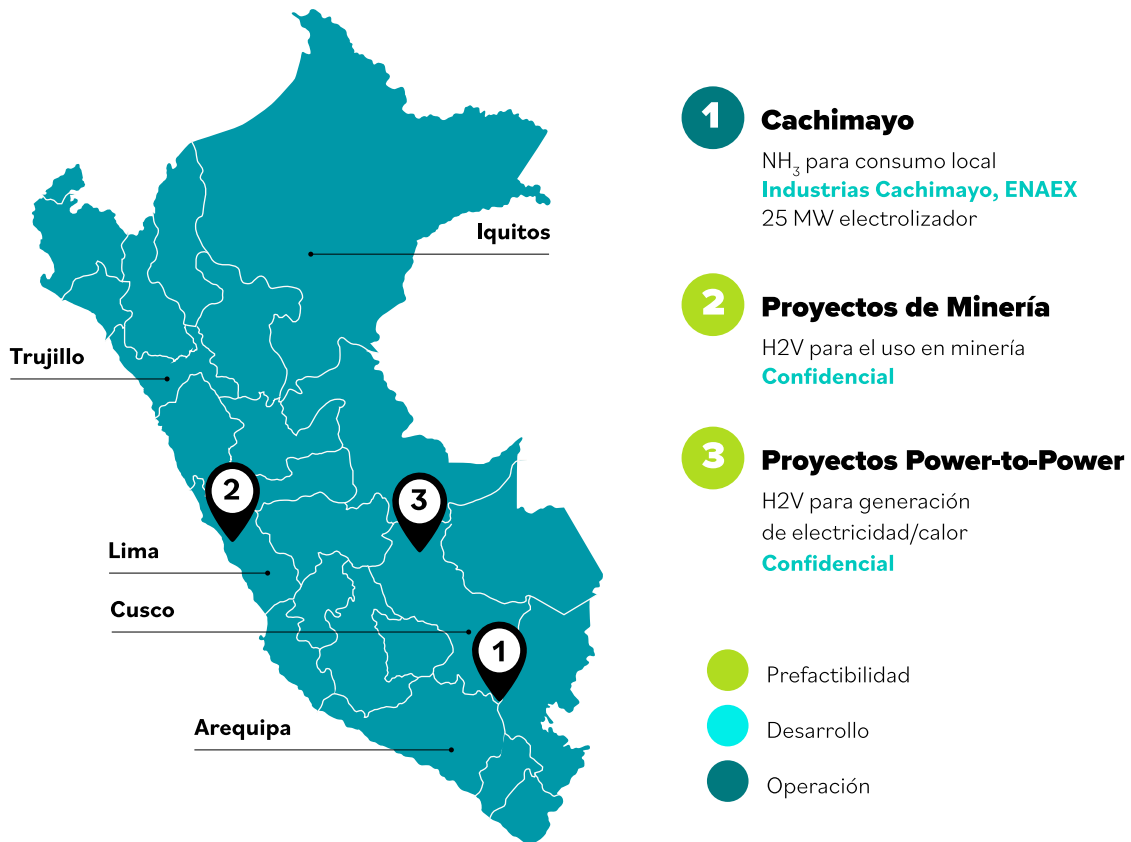 Iquitos
Trujillo
2
3
Lima
Cusco
1
Arequipa
1
Cachimayo
NH₃ para consumo local
Industrias Cachimayo, ENAEX
25 MW electrolizador
2
Proyectos de Minería
H2V para el uso en minería
Confidencial
3
Proyectos Power-to-Power
H2V para generación
de electricidad/calor
Confidencial
Prefactibilidad
Desarrollo
Operación